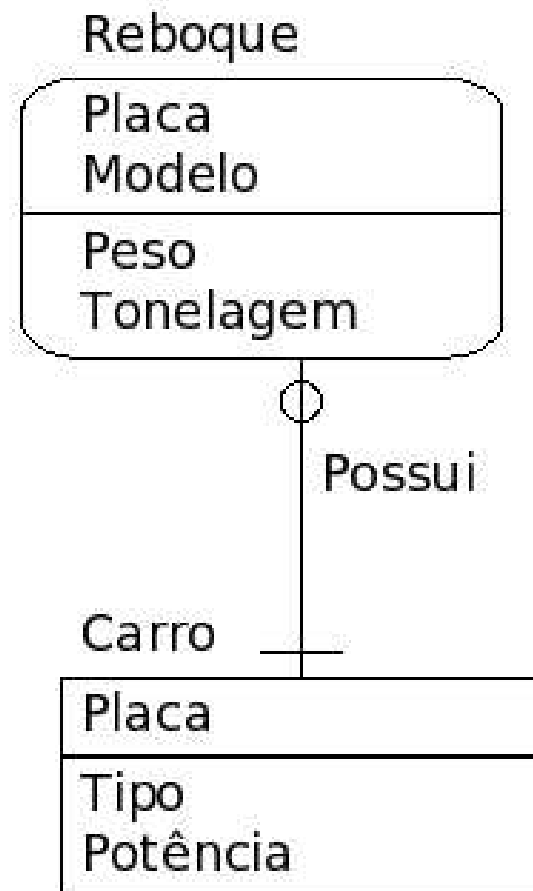 Reboque
Placa
Modelo
Peso
Tonelagem
Possui
Carro
Placa
Tipo
Potência